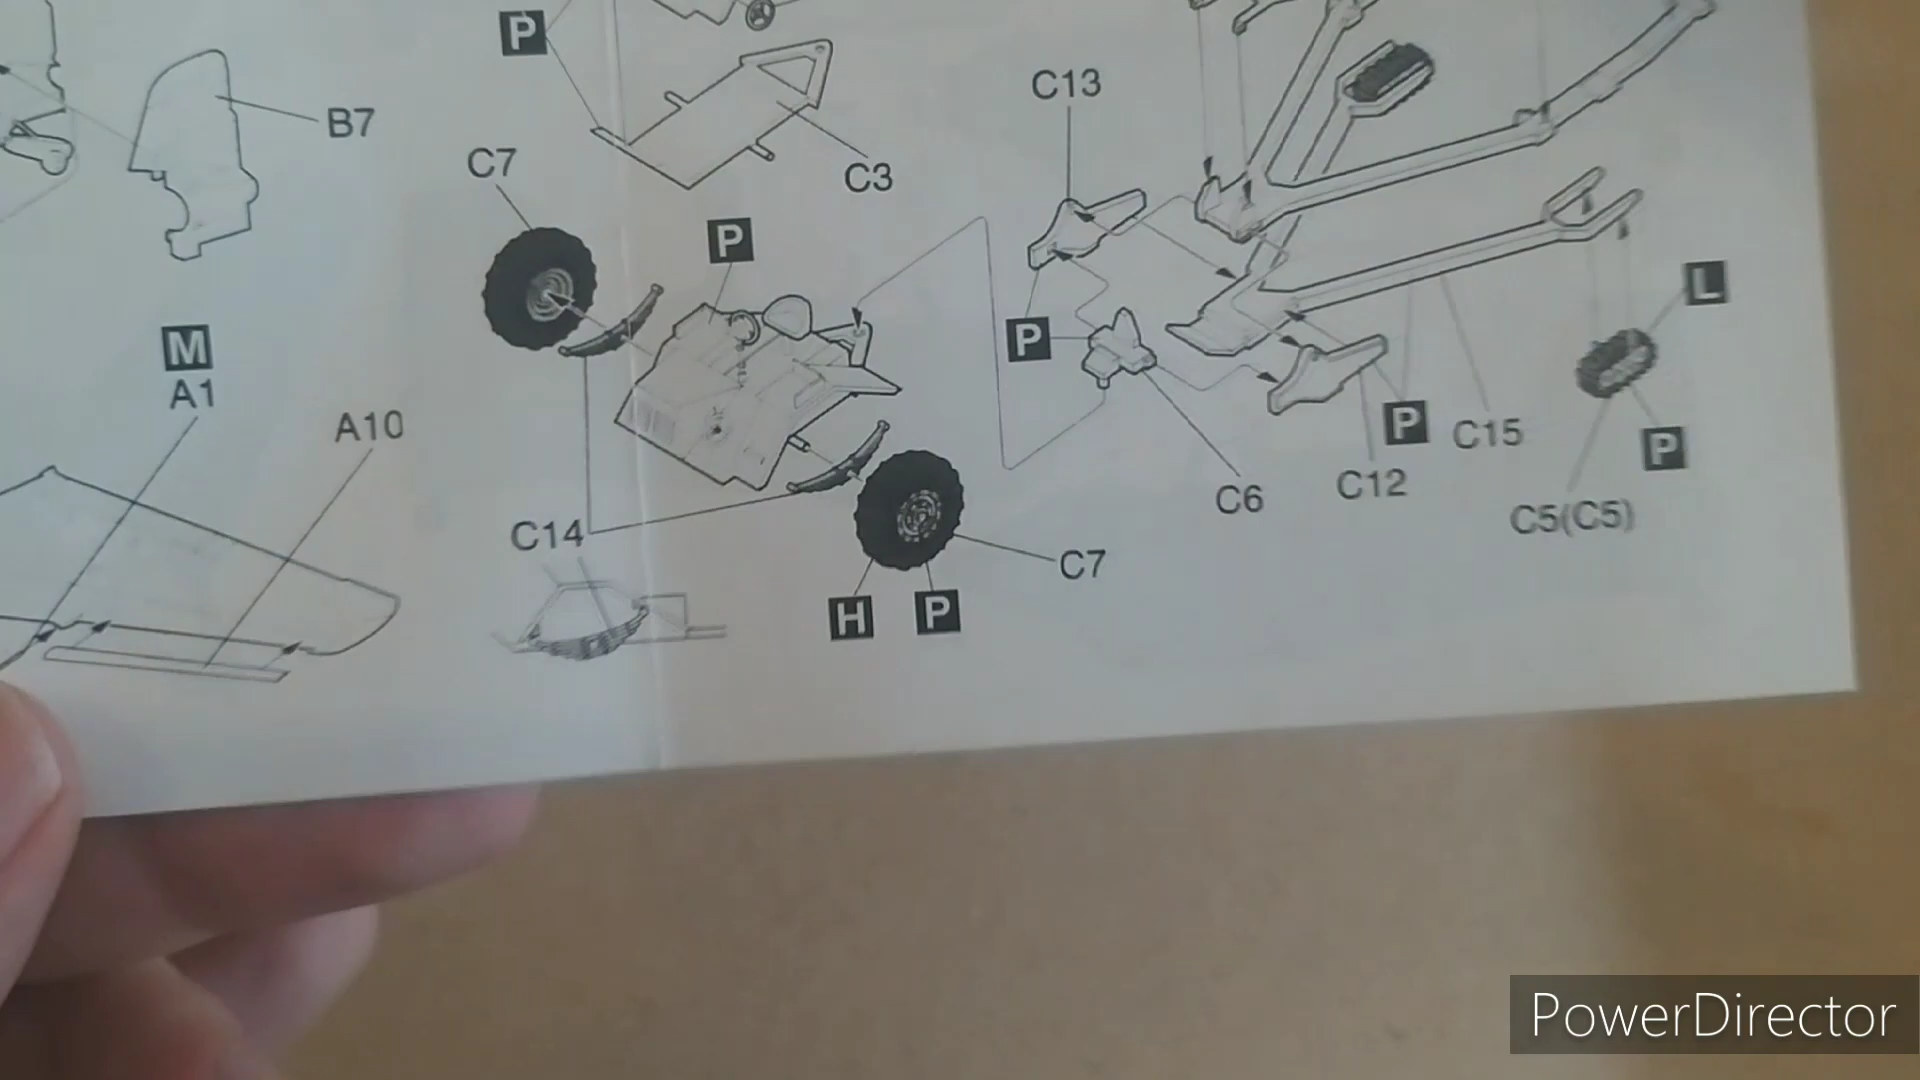 P
B7
C7
C3
C13
P
M
A1
A10
P
L
P
C15
P
C6
C12
C5(C5)
C14
C7
H
P
PowerDirector